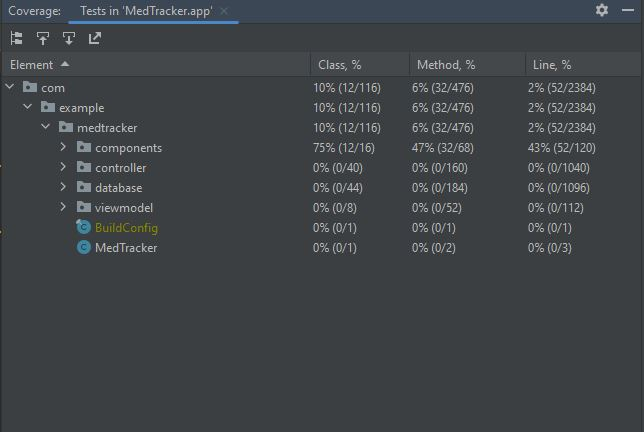 Coverage: Tests in 'MedTracker.app'
Element Class, % Method, % Line, %
com 10% (12/116) 6% (32/476) 2% (52/2384)
example 10% (12/116) 6% (32/476) 2% (52/2384)
medtracker 10% (12/116) 6% (32/476) 2% (52/2384)
components 75% (12/16) 47% (32/68) 43% (52/120)
controller 0% (0/40) 0% (0/160) 0% (0/1040)
database 0% (0/44) 0% (0/184) 0% (0/1096)
viewmodel 0% (0/8) 0% (0/52) 0% (0/112)
BuildConfig 0% (0/1) 0% (0/1) 0% (0/1)
MedTracker 0% (0/1) 0% (0/2) 0% (0/3)